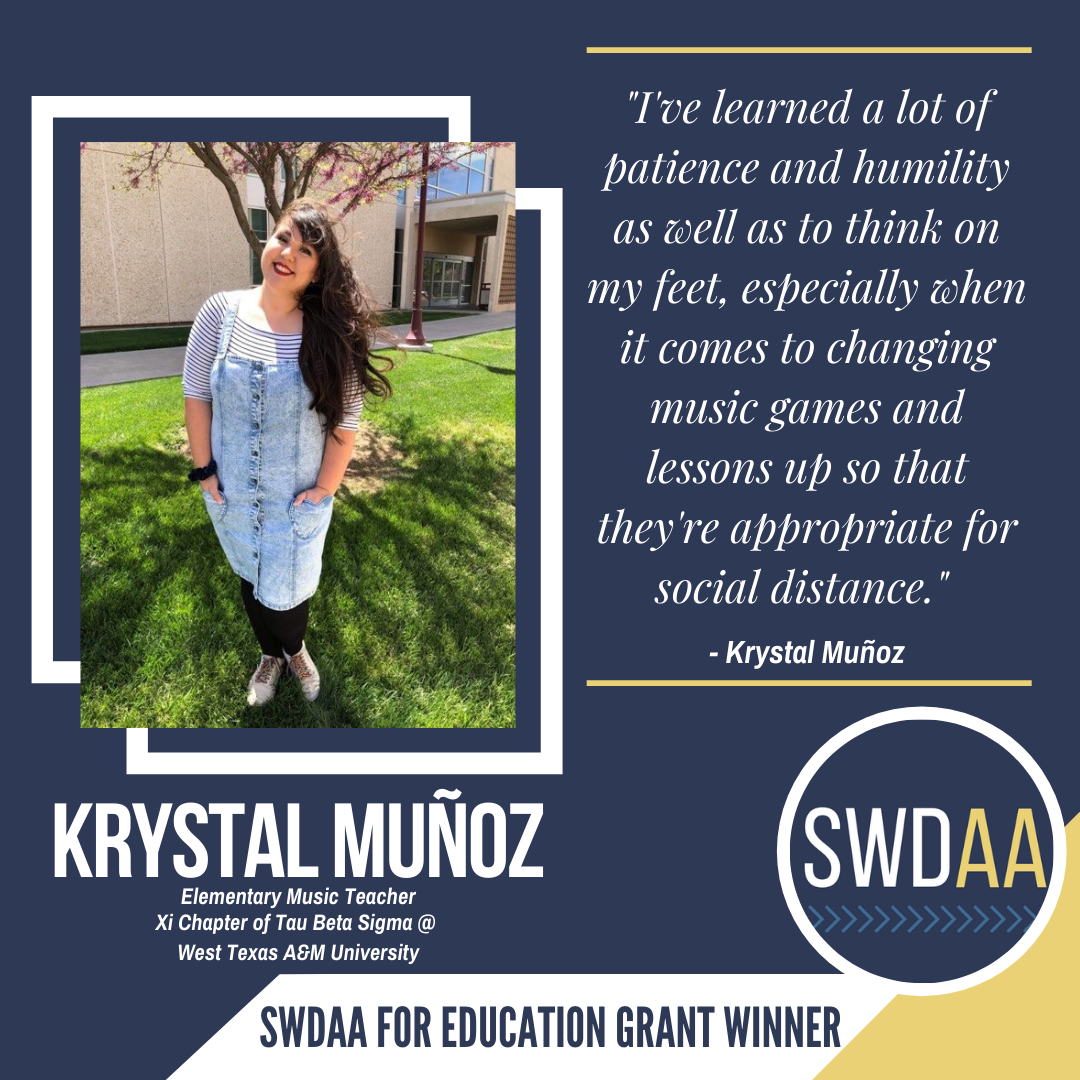 "I've learned a lot of
patience and humility
as well as to think on
my feet, especially when
it comes to changing
music games and
lessons up so that
they're appropriate for
social distance."
- Krystal Muñoz
KRYSTAL MUÑOZ
Elementary Music Teacher
Xi Chapter of Tau Beta Sigma @
West Texas A&M University
SWDAA
SWDAA FOR EDUCATION GRANT WINNER